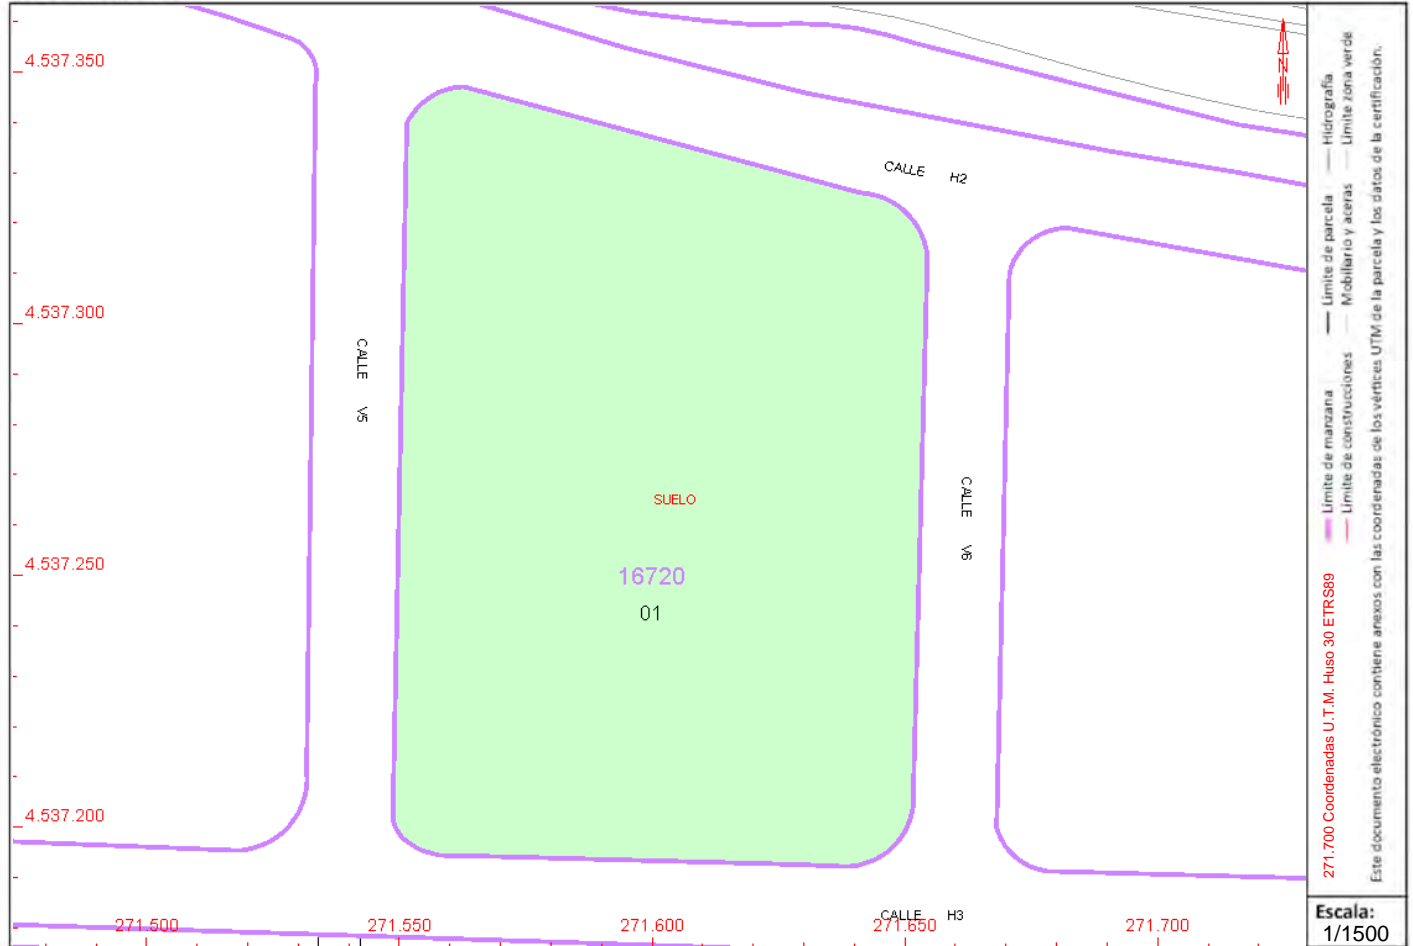 4.537.350
4.537.300
4.537.250
4.537.200
CALLE H2
CALLE V5
SUELO
CALLE V6
16720
01
CALLE H3
271.500
271.550
271.600
271.650
271.700
N
271.700 Coordenadas U.T.M. Huso 30 ETRS89
Límite de manzana
Límite de parcela
Hidrografía
Límite de construcciones
Mobiliario y aceras
Límite zona verde
Este documento electrónico contiene anexos con las coordenadas de los vértices UTM de la parcela y los datos de la certificación.
Escala:
1/1500